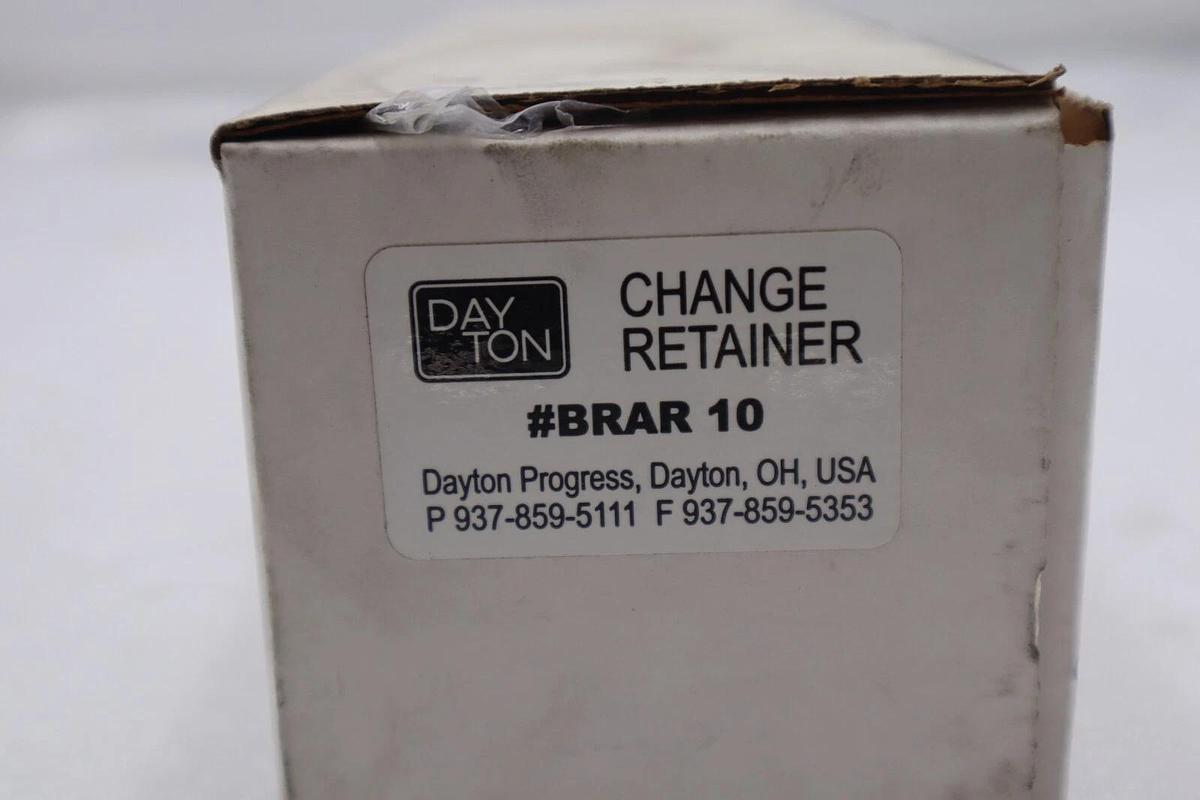 DAY
TON
CHANGE
RETAINER
#BRAR 10
Dayton Progress, Dayton, OH, USA
P 937-859-5111 F 937-859-5353